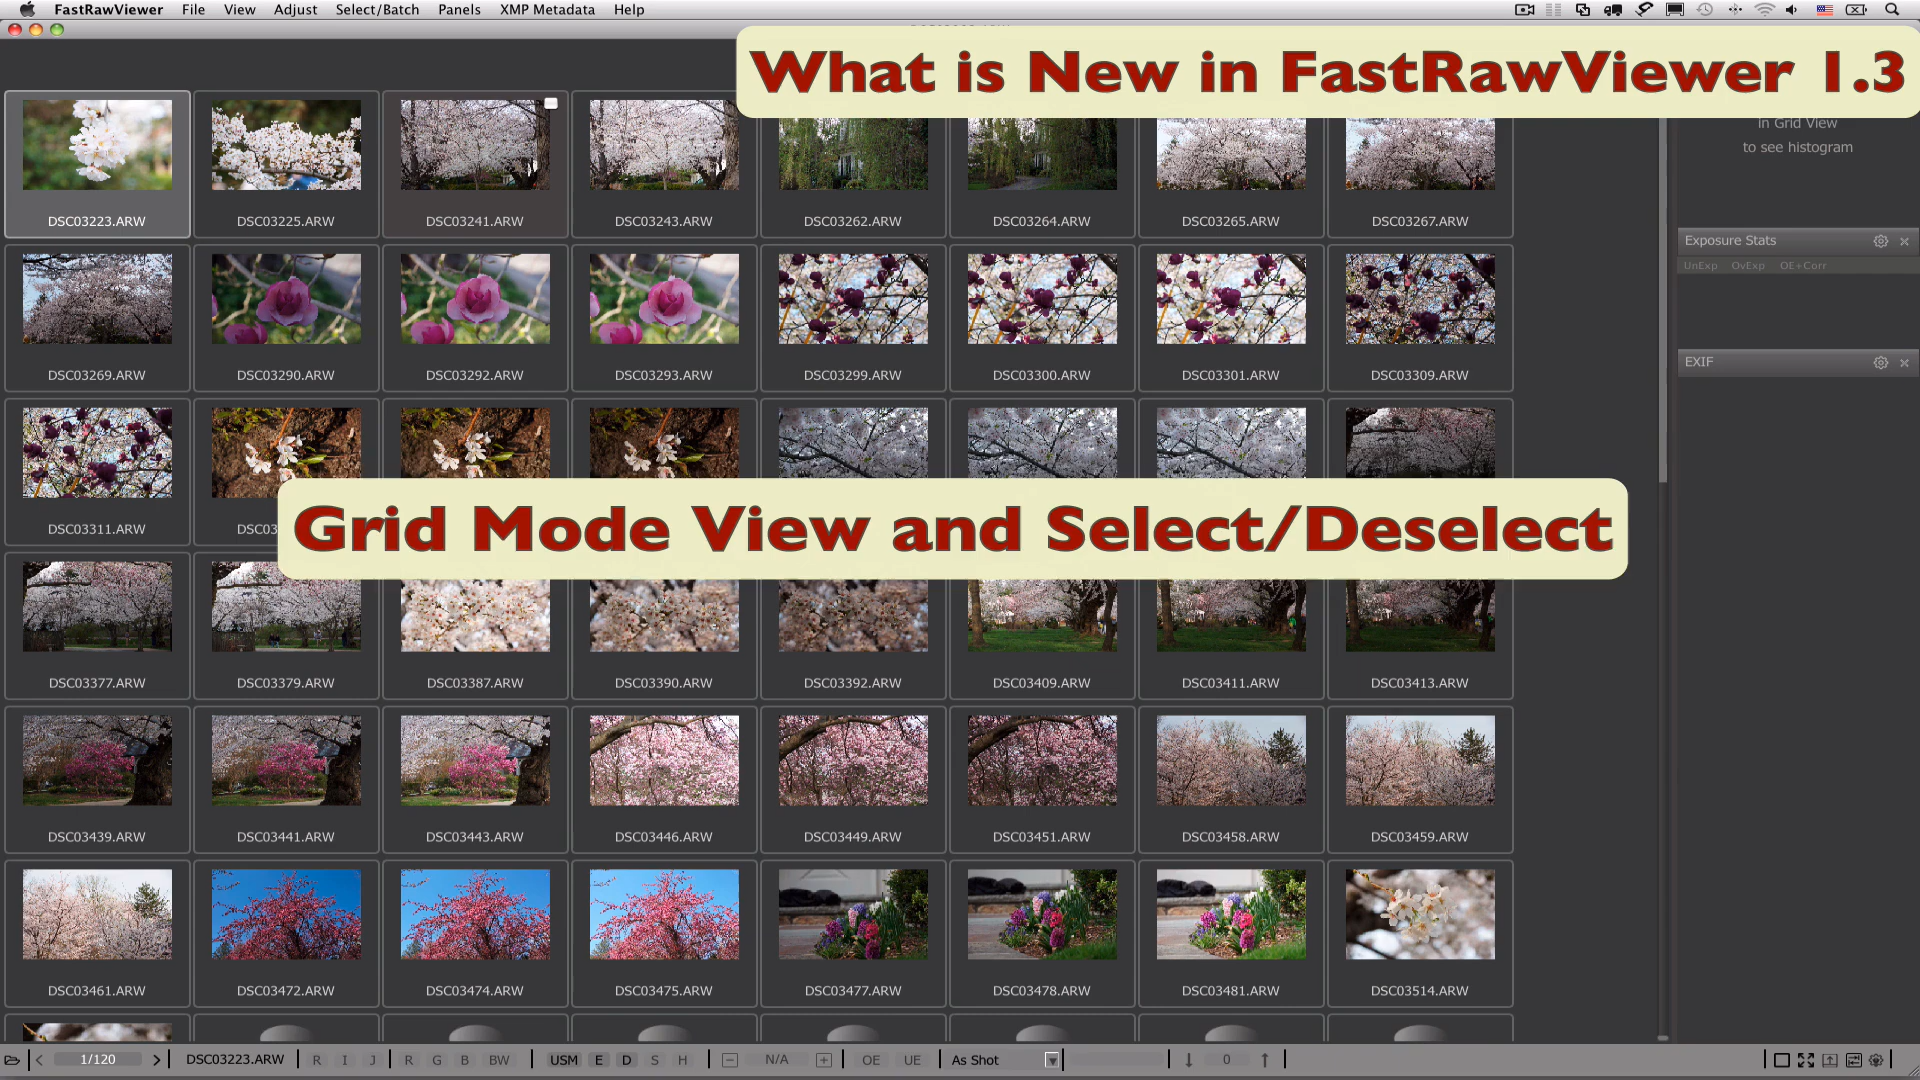 FastRawViewer File View Adjust Select/Batch Panels XMP Metadata Help
What is New in FastRawViewer 1.3
in Grid View
to see histogram
DSC03223.ARW DSC03225.ARW DSC03241.ARW DSC03243.ARW DSC03262.ARW DSC03264.ARW DSC03265.ARW DSC03267.ARW
Exposure Stats
UnExp OvExp OE+Corr
EXIF
DSC03269.ARW DSC03290.ARW DSC03292.ARW DSC03293.ARW DSC03299.ARW DSC03300.ARW DSC03301.ARW DSC03309.ARW
DSC03311.ARW
Grid Mode View and Select/Deselect
DSC03377.ARW DSC03379.ARW DSC03387.ARW DSC03390.ARW DSC03392.ARW DSC03409.ARW DSC03411.ARW DSC03413.ARW
DSC03439.ARW DSC03441.ARW DSC03443.ARW DSC03446.ARW DSC03449.ARW DSC03451.ARW DSC03458.ARW DSC03459.ARW
DSC03461.ARW DSC03472.ARW DSC03474.ARW DSC03475.ARW DSC03477.ARW DSC03478.ARW DSC03481.ARW DSC03514.ARW
1/120 DSC03223.ARW R I J R G B BW USM E D S H N/A OE UE As Shot 0